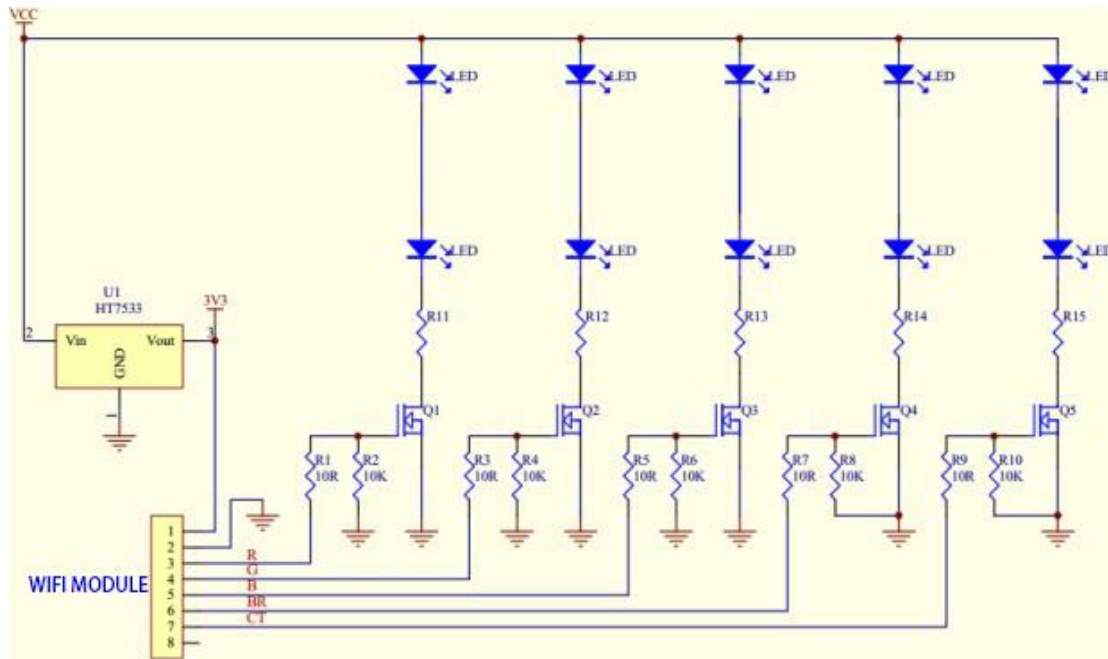 VCC
LED LED LED LED LED
LED LED LED LED LED
U1
HT7533
3V3
R11 R12 R13 R14 R15
2 Vin Vout 3
GND
1
Q1 Q2 Q3 Q4 Q5
R1 R2 R3 R4 R5 R6 R7 R8 R9 R10
10R 10K 10R 10K 10R 10K 10R 10K 10R 10K
1
2
3 R
4 G
WIFI MODULE 5 B
6 BR
7 CT
8